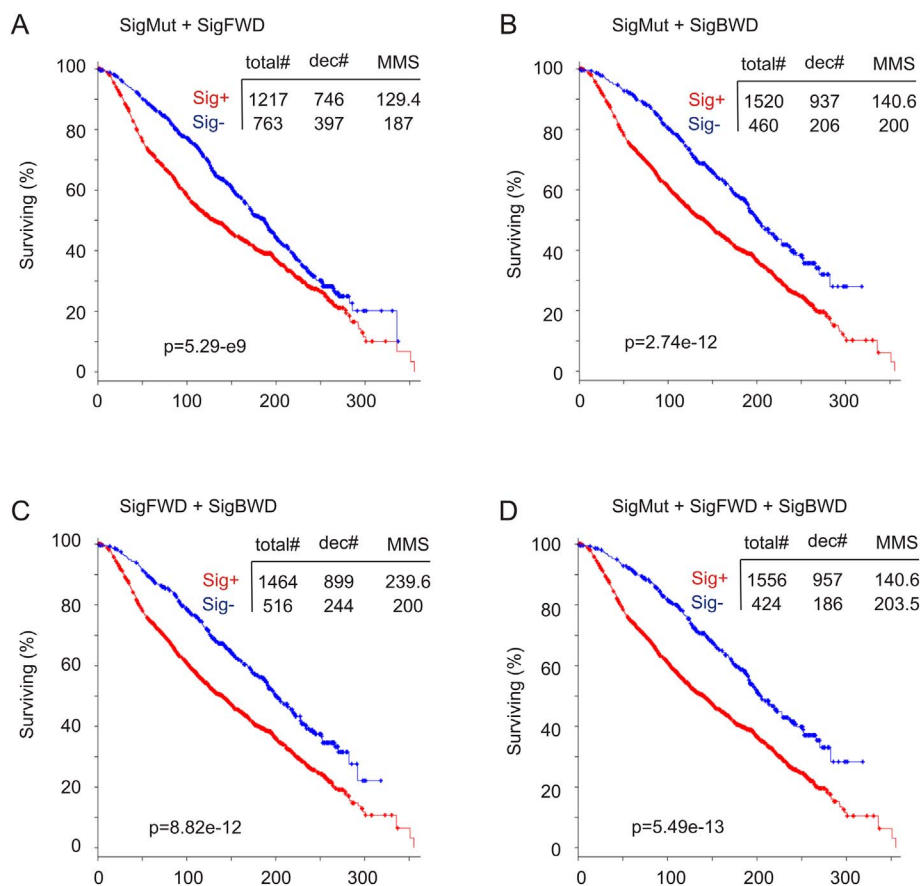 A
SigMut + SigFWD
total# dec# MMS
Sig+ 1217 746 129.4
Sig- 763 397 187
Surviving (%)
100
80
60
40
20
0
p=5.29-e9
0 100 200 300
B
SigMut + SigBWD
total# dec# MMS
Sig+ 1520 937 140.6
Sig- 460 206 200
Surviving (%)
100
80
60
40
20
0
p=2.74e-12
0 100 200 300
C
SigFWD + SigBWD
total# dec# MMS
Sig+ 1464 899 239.6
Sig- 516 244 200
Surviving (%)
100
80
60
40
20
0
p=8.82e-12
0 100 200 300
D
SigMut + SigFWD + SigBWD
total# dec# MMS
Sig+ 1556 957 140.6
Sig- 424 186 203.5
Surviving (%)
100
80
60
40
20
0
p=5.49e-13
0 100 200 300